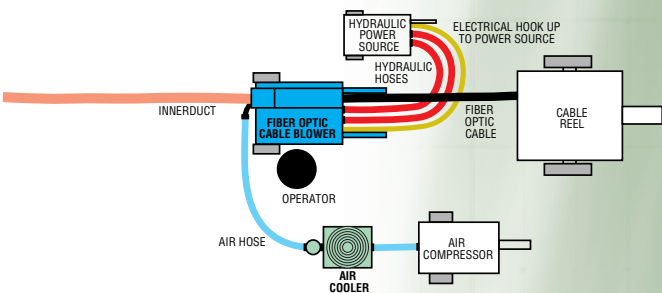 HYDRAULIC
POWER
SOURCE
ELECTRICAL HOOK UP
TO POWER SOURCE
HYDRAULIC
HOSES
INNERDUCT
FIBER OPTIC
CABLE BLOWER
FIBER
OPTIC
CABLE
CABLE
REEL
OPERATOR
AIR HOSE
AIR
COOLER
AIR
COMPRESSOR